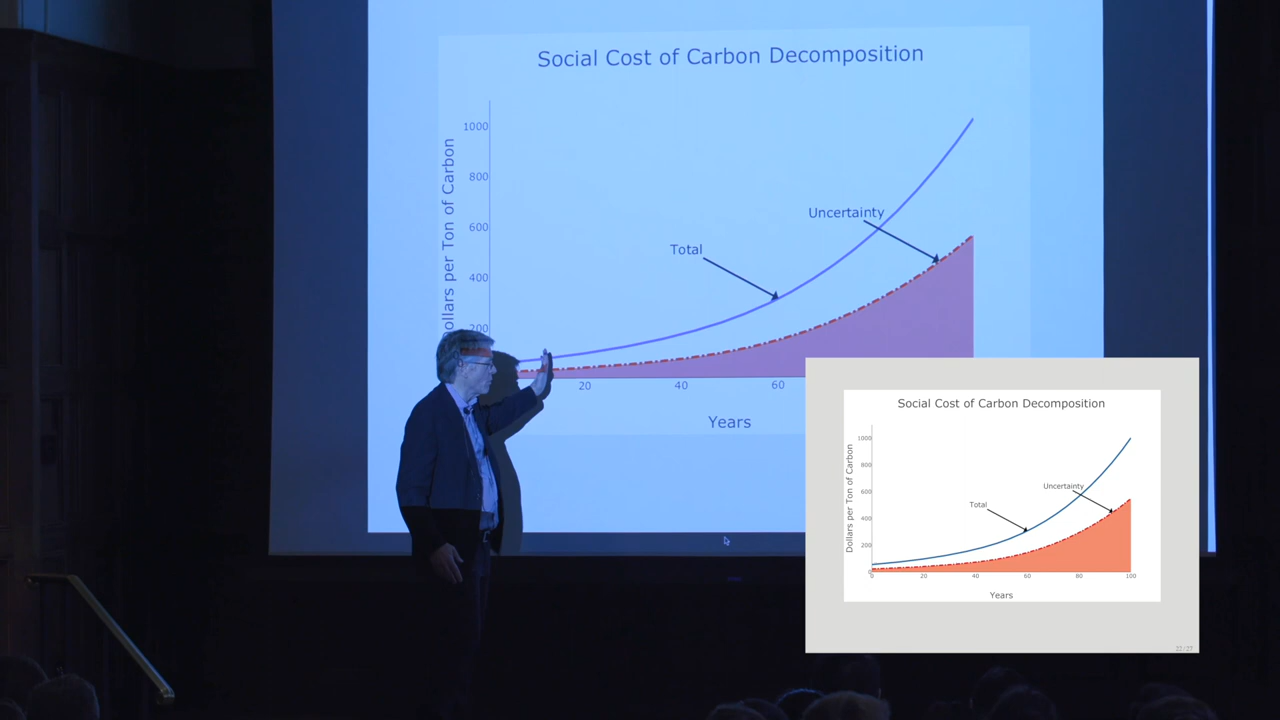 Social Cost of Carbon Decomposition
Dollars per Ton of Carbon
1000
800
600
400
200
Uncertainty
Total
20
40
60
Years
Social Cost of Carbon Decomposition
Dollars per Ton of Carbon
1000
800
600
400
200
0
Uncertainty
Total
0
20
40
60
80
100
Years